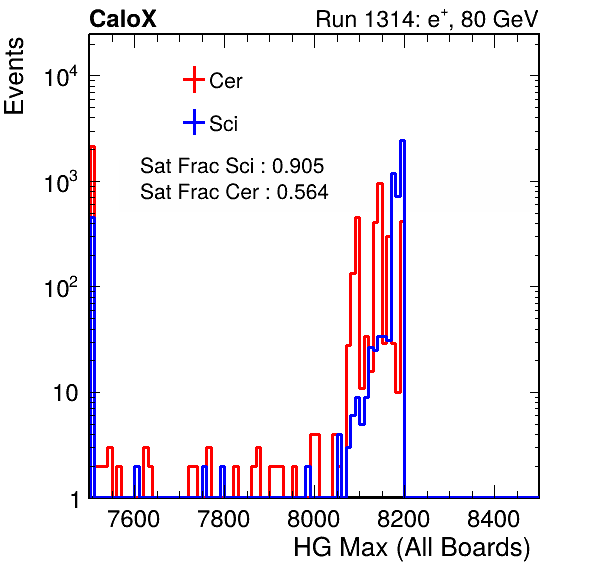 CaloX Run 1314: e⁺, 80 GeV
Events
Cer
Sci
Sat Frac Sci : 0.905
Sat Frac Cer : 0.564
10⁴
10³
10²
10
1
7600 7800 8000 8200 8400
HG Max (All Boards)